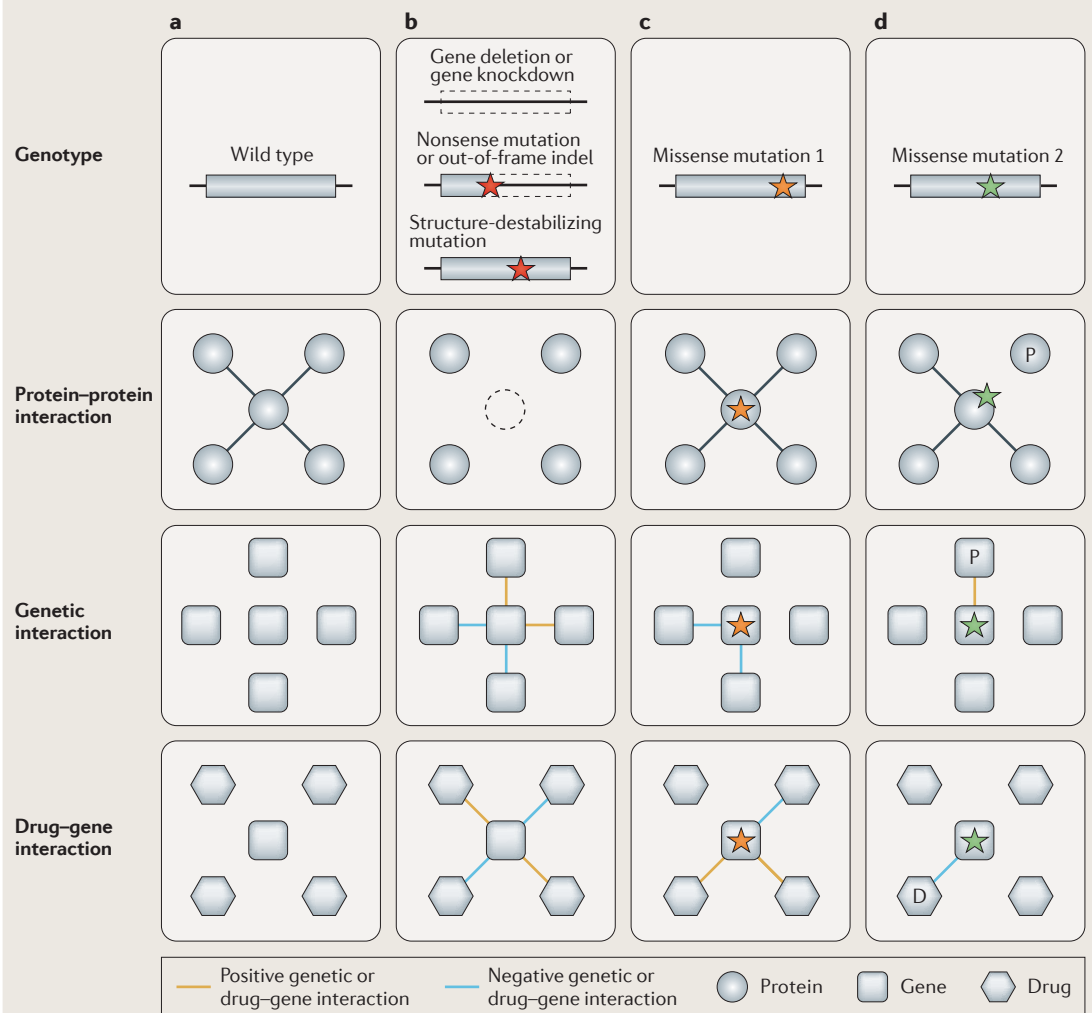 a
b
c
d
Genotype
Wild type
Gene deletion or
gene knockdown
Nonsense mutation
or out-of-frame indel
Structure-destabilizing
mutation
Missense mutation 1
Missense mutation 2
Protein–protein
interaction
P
Genetic
interaction
P
Drug–gene
interaction
D
Positive genetic or
drug–gene interaction
Negative genetic or
drug–gene interaction
Protein
Gene
Drug